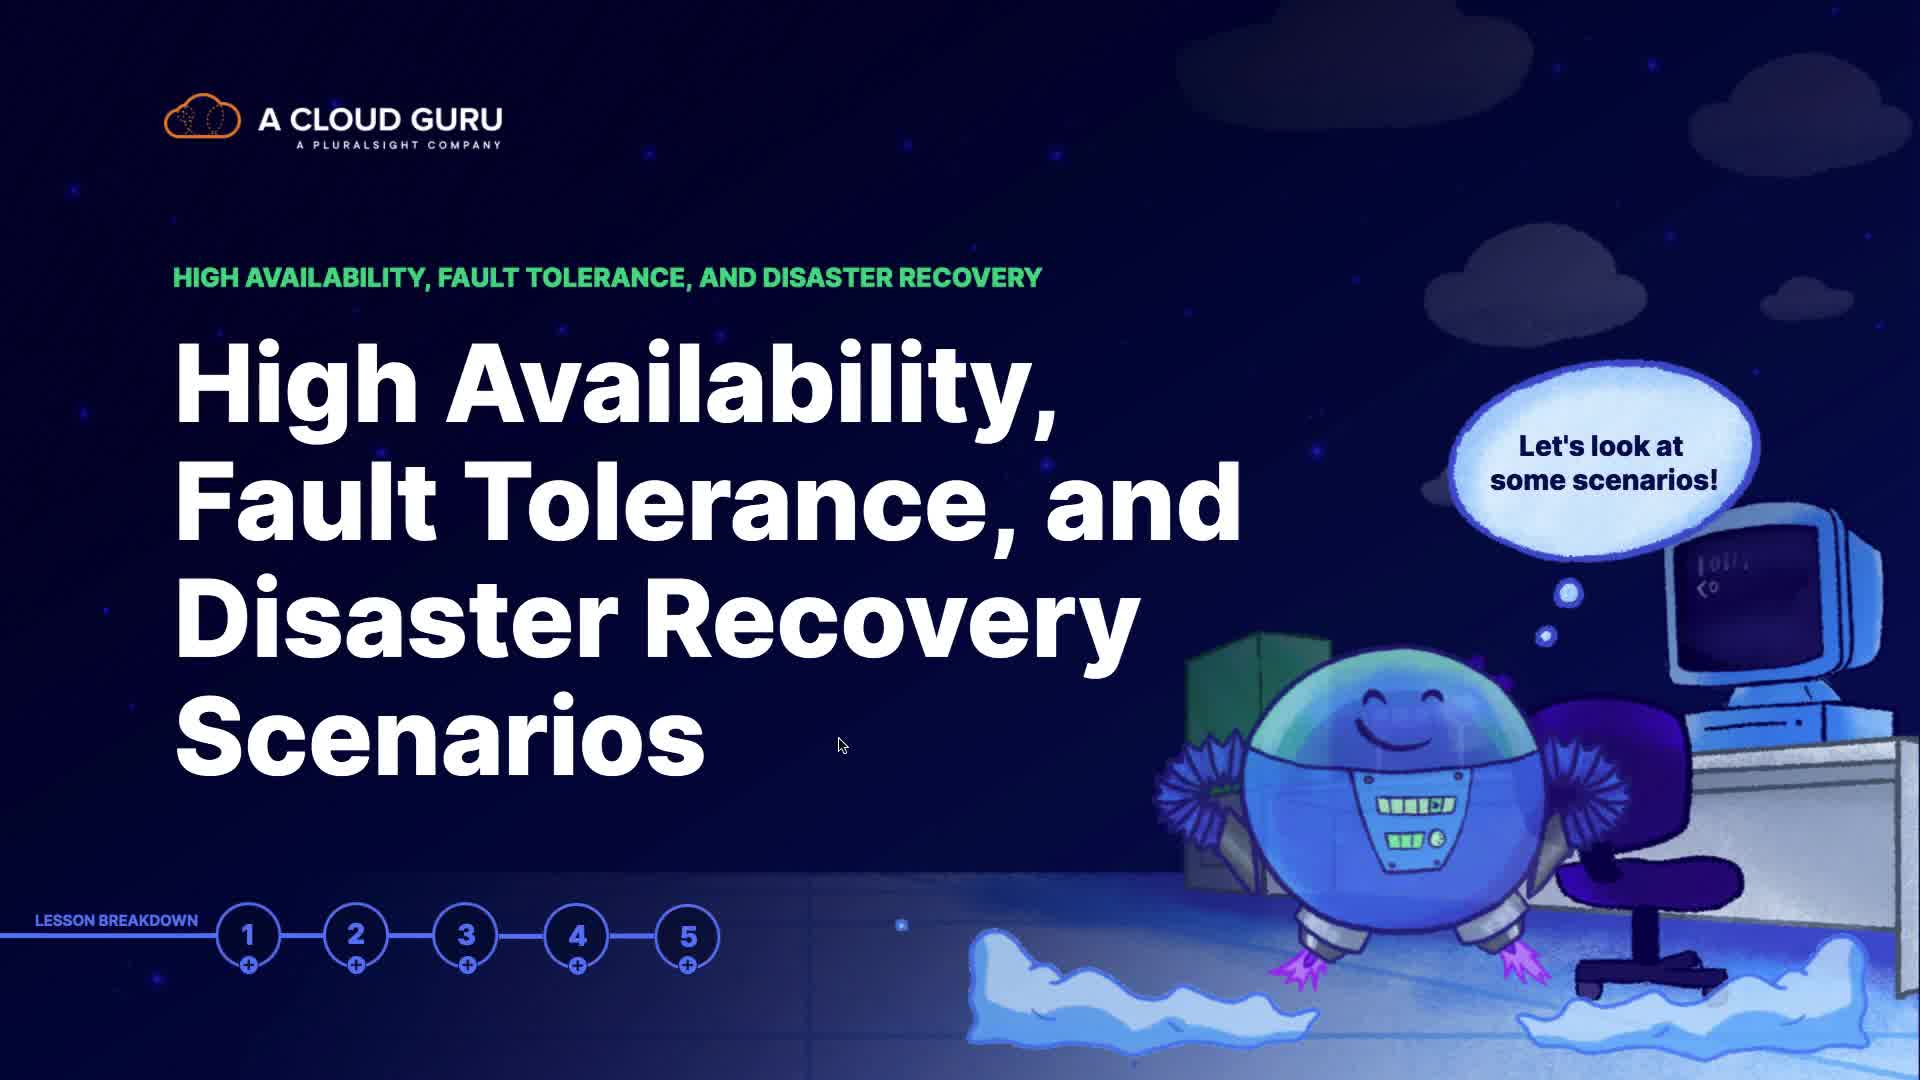 A CLOUD GURU
A PLURALSIGHT COMPANY
HIGH AVAILABILITY, FAULT TOLERANCE, AND DISASTER RECOVERY
High Availability,
Fault Tolerance, and
Disaster Recovery
Scenarios
Let's look at
some scenarios!
LESSON BREAKDOWN
1
2
3
4
5